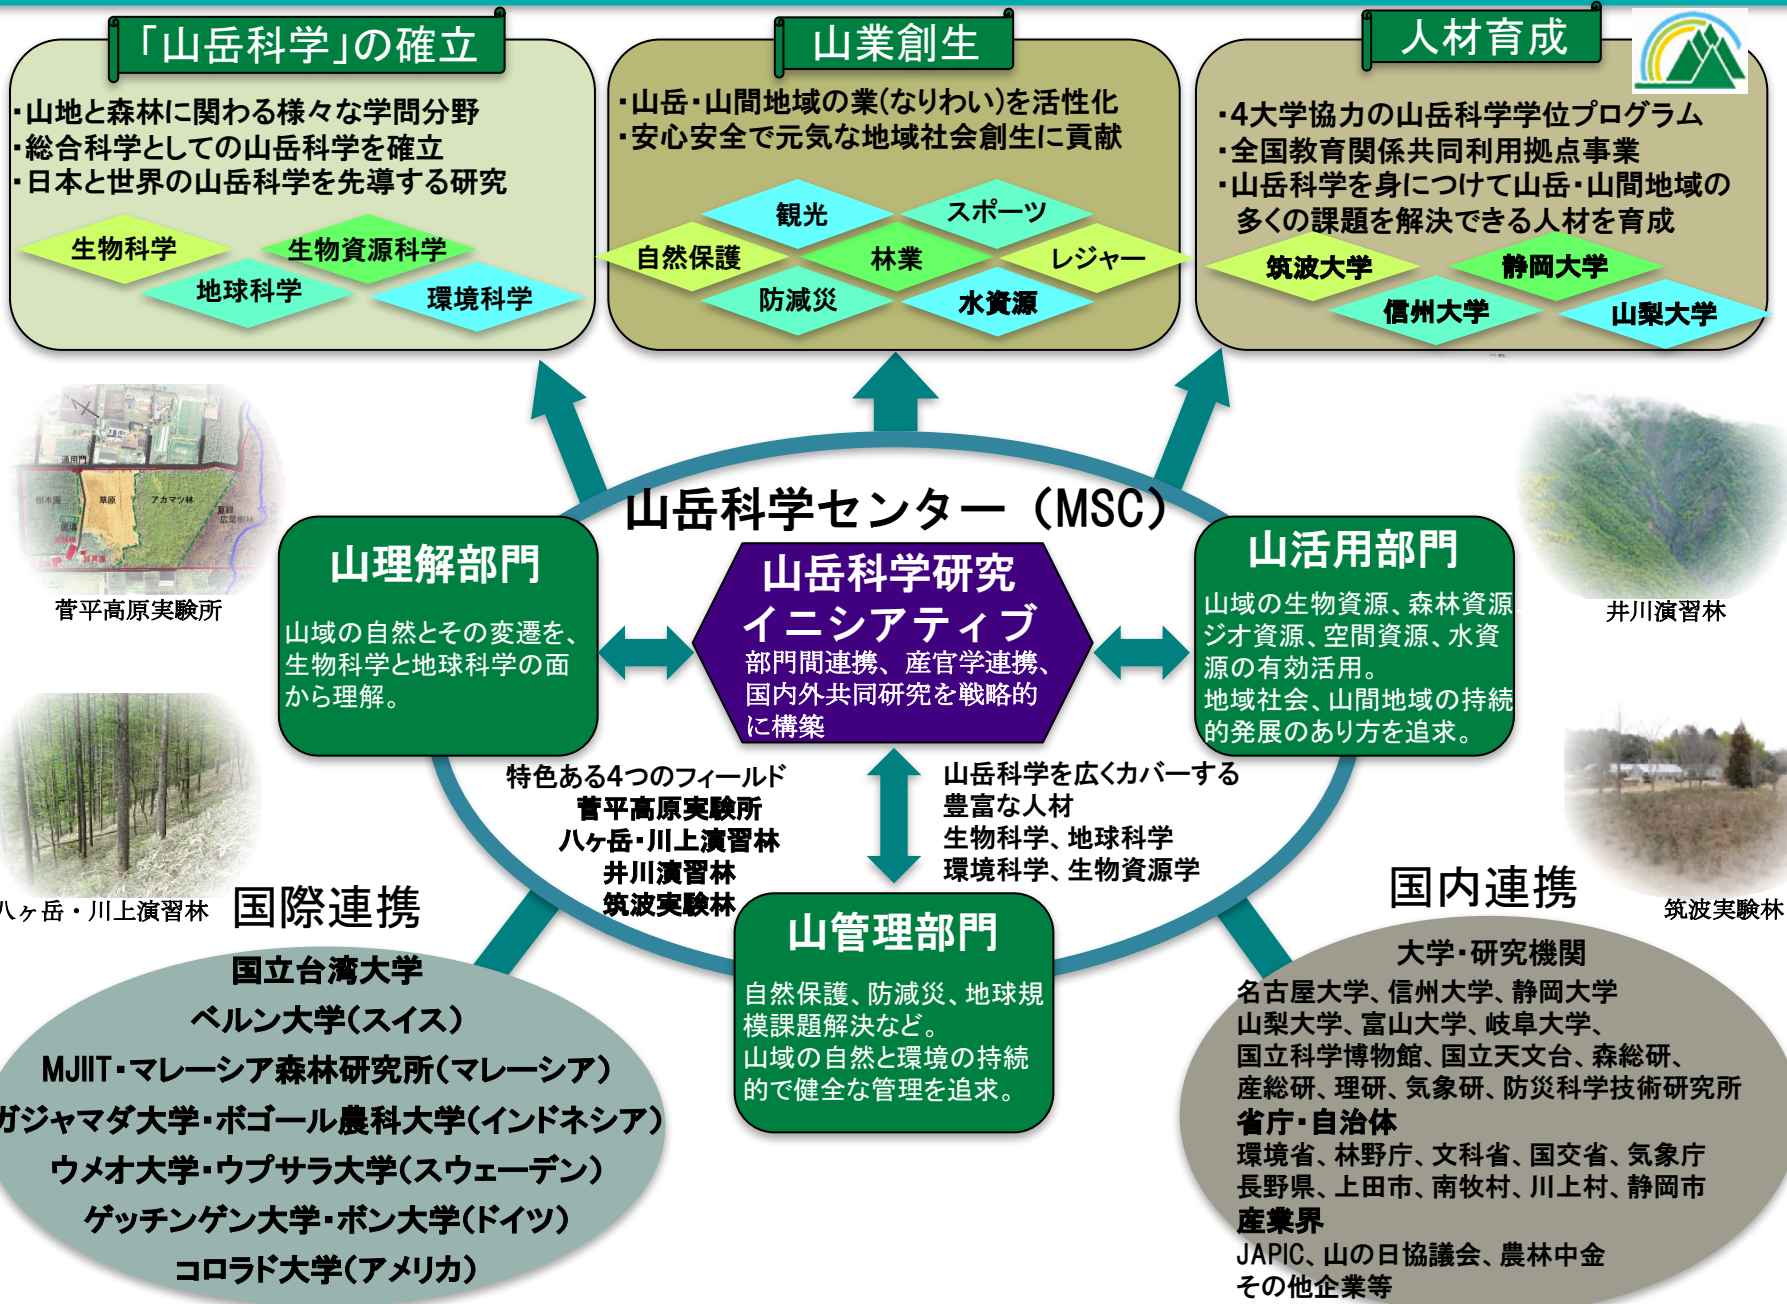 「山岳科学」の確立
・山地と森林に関わる様々な学問分野
・総合科学としての山岳科学を確立
・日本と世界の山岳科学を先導する研究
生物科学
生物資源科学
地球科学
環境科学
山業創生
・山岳・山間地域の業(なりわい)を活性化
・安心安全で元気な地域社会創生に貢献
観光
スポーツ
自然保護
林業
レジャー
防減災
水資源
人材育成
・4大学協力の山岳科学学位プログラム
・全国教育関係共同利用拠点事業
・山岳科学を身につけて山岳・山間地域の
多くの課題を解決できる人材を育成
筑波大学
静岡大学
信州大学
山梨大学
通用門
樹木園
草原
アカマツ林
夏緑
広葉樹林
菅平高原実験所
井川演習林
八ヶ岳・川上演習林
筑波実験林
山岳科学センター（MSC）
山理解部門
山域の自然とその変遷を、
生物科学と地球科学の面
から理解。
山岳科学研究
イニシアティブ
部門間連携、産官学連携、
国内外共同研究を戦略的
に構築
山活用部門
山域の生物資源、森林資源、
ジオ資源、空間資源、水資
源の有効活用。
地域社会、山間地域の持続
的発展のあり方を追求。
特色ある4つのフィールド
菅平高原実験所
八ヶ岳・川上演習林
井川演習林
筑波実験林
山岳科学を広くカバーする
豊富な人材
生物科学、地球科学
環境科学、生物資源学
山管理部門
自然保護、防減災、地球規
模課題解決など。
山域の自然と環境の持続
的で健全な管理を追求。
国際連携
国立台湾大学
ベルン大学(スイス)
MJIIT・マレーシア森林研究所(マレーシア)
ガジャマダ大学・ボゴール農科大学(インドネシア)
ウメオ大学・ウプサラ大学(スウェーデン)
ゲッチンゲン大学・ボン大学(ドイツ)
コロラド大学(アメリカ)
国内連携
大学・研究機関
名古屋大学、信州大学、静岡大学
山梨大学、富山大学、岐阜大学、
国立科学博物館、国立天文台、森総研、
産総研、理研、気象研、防災科学技術研究所
省庁・自治体
環境省、林野庁、文科省、国交省、気象庁
長野県、上田市、南牧村、川上村、静岡市
産業界
JAPIC、山の日協議会、農林中金
その他企業等